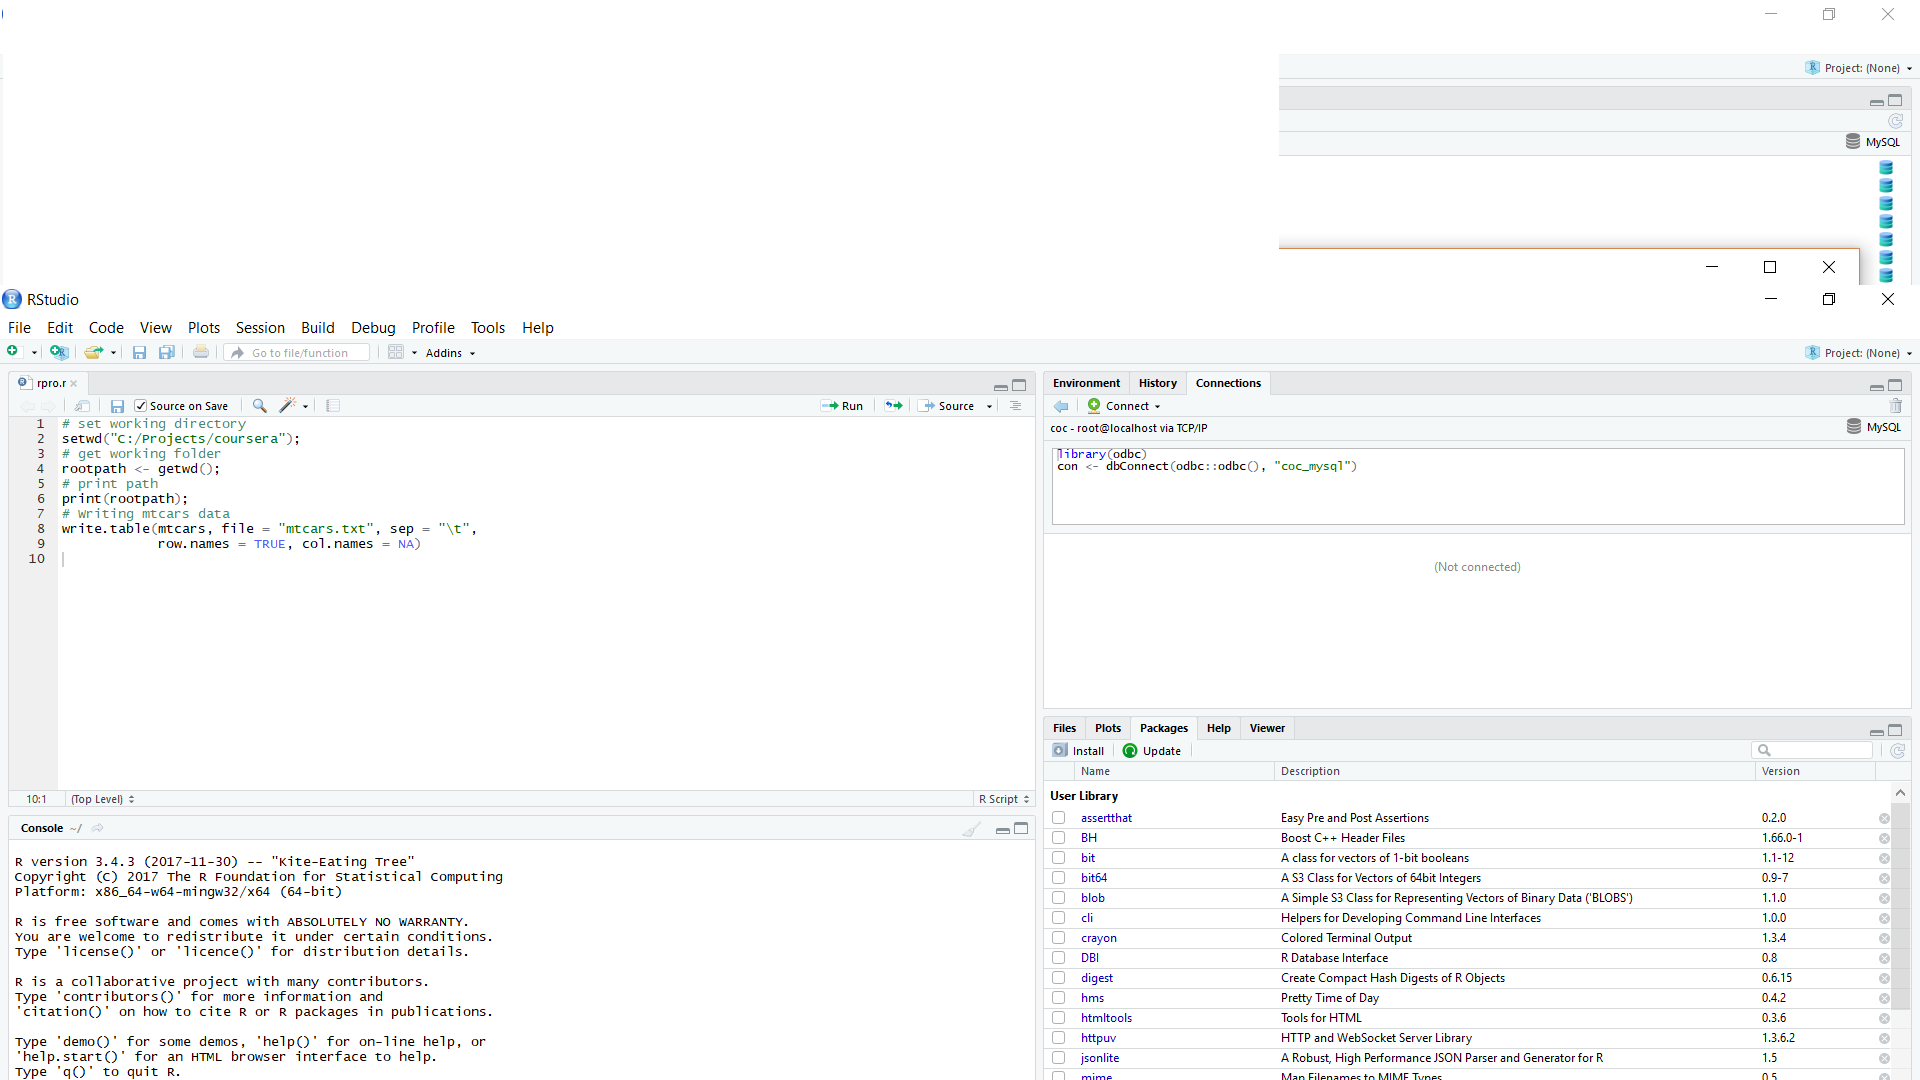 Project: (None)
MySQL
RStudio
File Edit Code View Plots Session Build Debug Profile Tools Help
Go to file/function Addins Project: (None)
rpro.r
Source on Save Run Source
1 # set working directory
2 setwd("C:/Projects/coursera");
3 # get working folder
4 rootpath <- getwd();
5 # print path
6 print(rootpath);
7 # Writing mtcars data
8 write.table(mtcars, file = "mtcars.txt", sep = "\t",
9 row.names = TRUE, col.names = NA)
10
10:1 (Top Level) R Script
Console ~/
R version 3.4.3 (2017-11-30) -- "Kite-Eating Tree"
Copyright (C) 2017 The R Foundation for Statistical Computing
Platform: x86_64-w64-mingw32/x64 (64-bit)
R is free software and comes with ABSOLUTELY NO WARRANTY.
You are welcome to redistribute it under certain conditions.
Type 'license()' or 'licence()' for distribution details.
R is a collaborative project with many contributors.
Type 'contributors()' for more information and
'citation()' on how to cite R or R packages in publications.
Type 'demo()' for some demos, 'help()' for on-line help, or
'help.start()' for an HTML browser interface to help.
Type 'q()' to quit R.
Environment History Connections
Connect
coc - root@localhost via TCP/IP MySQL
library(odbc)
con <- dbConnect(odbc::odbc(), "coc_mysql")
(Not connected)
Files Plots Packages Help Viewer
Install Update
Name Description Version
User Library
assertthat Easy Pre and Post Assertions 0.2.0
BH Boost C++ Header Files 1.66.0-1
bit A class for vectors of 1-bit booleans 1.1-12
bit64 A S3 Class for Vectors of 64bit Integers 0.9-7
blob A Simple S3 Class for Representing Vectors of Binary Data ('BLOBS') 1.1.0
cli Helpers for Developing Command Line Interfaces 1.0.0
crayon Colored Terminal Output 1.3.4
DBI R Database Interface 0.8
digest Create Compact Hash Digests of R Objects 0.6.15
hms Pretty Time of Day 0.4.2
htmltools Tools for HTML 0.3.6
httpuv HTTP and WebSocket Server Library 1.3.6.2
jsonlite A Robust, High Performance JSON Parser and Generator for R 1.5
mime Map Filenames to MIME Types 0.5